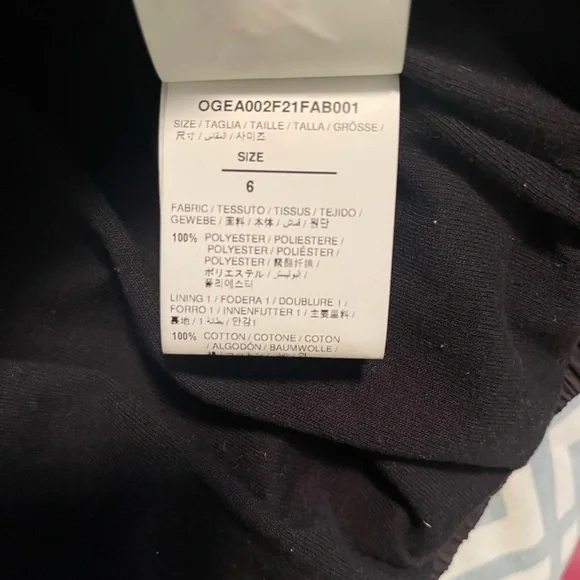 OGEA002F21FAB001
SIZE / TAGLIA / TAILLE / TALLA / GRÖSSE /
尺寸 / المقاس / 사이즈
SIZE
6
FABRIC / TESSUTO / TISSUS / TEJIDO /
GEWEBE / 面料 / 本体 / قماش / 원단
100% POLYESTER / POLIESTERE /
POLYESTER / POLIÉSTER /
POLYESTER / 聚酯纤维 /
ポリエステル / البوليستر /
폴리에스터
LINING 1 / FODERA 1 / DOUBLURE 1 /
FORRO 1 / INNENFUTTER 1 / 主要里料 /
裏地 / 1 بطانة / 안감1
100% COTTON / COTONE / COTON
/ ALGODÓN / BAUMWOLLE /